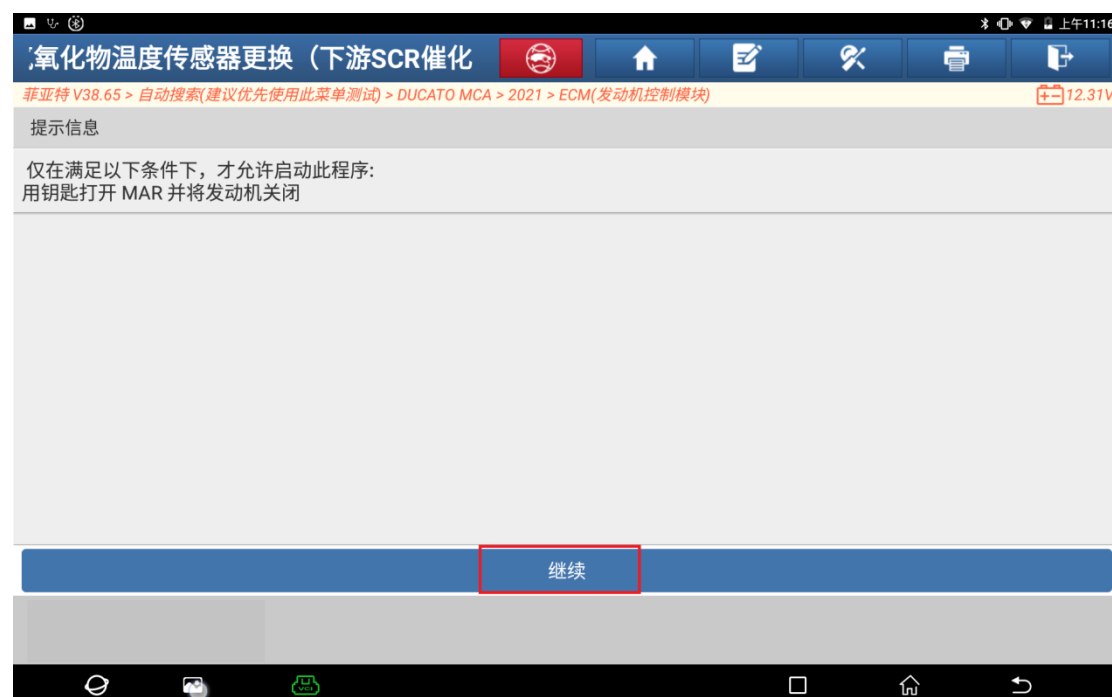 上午11:16
氧化物温度传感器更换（下游SCR催化
菲亚特 V38.65 > 自动搜索(建议优先使用此菜单测试) > DUCATO MCA > 2021 > ECM(发动机控制模块)
12.31V
提示信息
仅在满足以下条件下，才允许启动此程序:
用钥匙打开 MAR 并将发动机关闭
继续
VCI